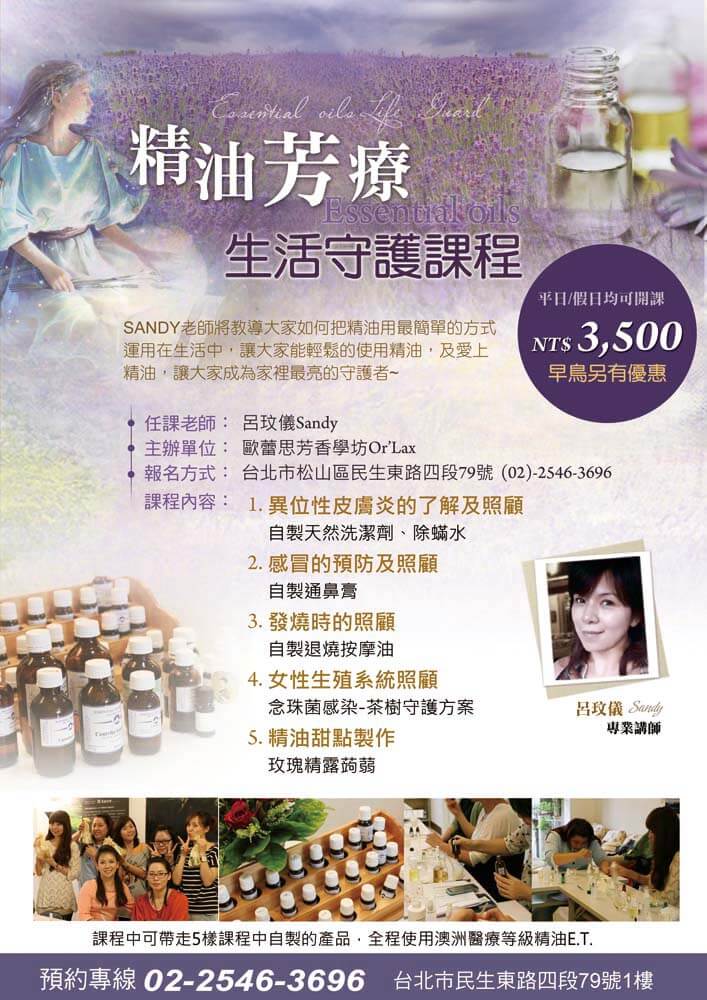 Essential oils Life Guard
精油芳療
Essential oils
生活守護課程
平日/假日均可開課
NT$ 3,500
早鳥另有優惠
SANDY老師將教導大家如何把精油用最簡單的方式
運用在生活中，讓大家能輕鬆的使用精油，及愛上
精油，讓大家成為家裡最亮的守護者~
任課老師： 呂玟儀Sandy
主辦單位： 歐蕾思芳香學坊Or'Lax
報名方式： 台北市松山區民生東路四段79號 (02)-2546-3696
課程內容： 1. 異位性皮膚炎的了解及照顧
自製天然洗潔劑、除蟎水
2. 感冒的預防及照顧
自製通鼻膏
3. 發燒時的照顧
自製退燒按摩油
4. 女性生殖系統照顧
念珠菌感染-茶樹守護方案
5. 精油甜點製作
玫瑰精露蒟蒻
呂玟儀 Sandy
專業講師
課程中可帶走5樣課程中自製的產品，全程使用澳洲醫療等級精油E.T.
預約專線 02-2546-3696 台北市民生東路四段79號1樓